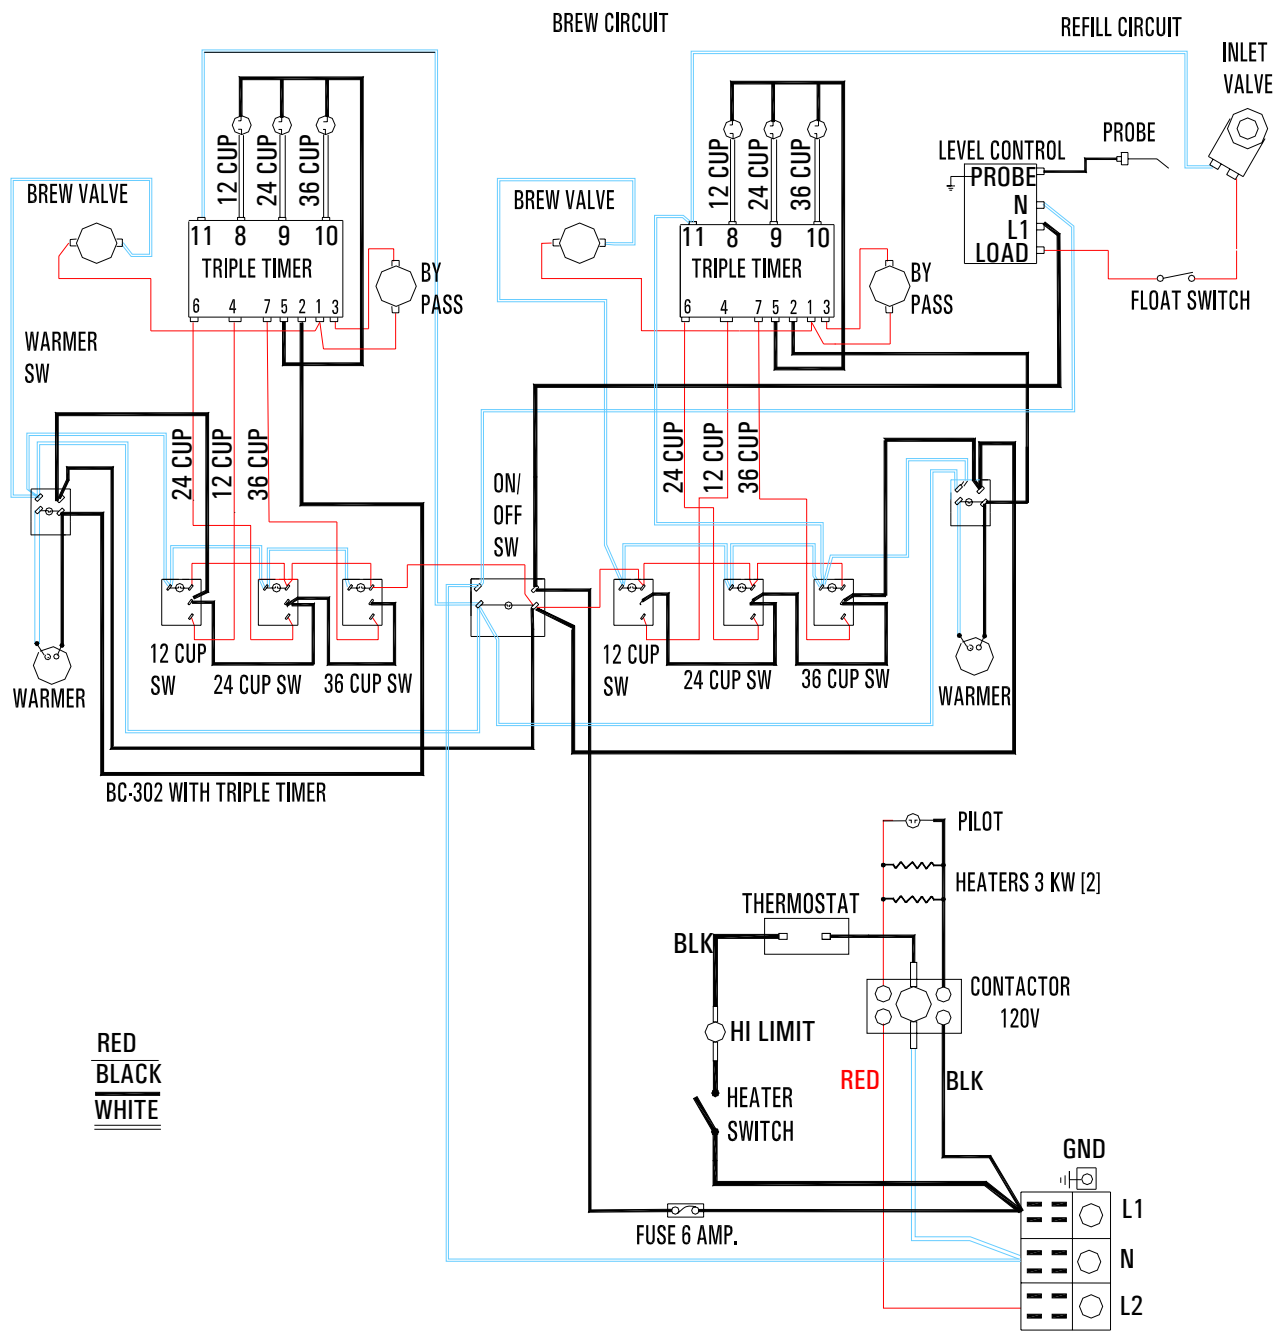 BREW CIRCUIT
REFILL CIRCUIT
INLET
VALVE
12 CUP
24 CUP
36 CUP
11 8 9 10
TRIPLE TIMER
6 4 7 5 2 1 3
BREW VALVE
BY
PASS
WARMER
SW
24 CUP
12 CUP
36 CUP
12 CUP
SW
24 CUP SW
36 CUP SW
WARMER
BC-302 WITH TRIPLE TIMER
ON/
OFF
SW
12 CUP
24 CUP
36 CUP
11 8 9 10
TRIPLE TIMER
6 4 7 5 2 1 3
BREW VALVE
BY
PASS
24 CUP
12 CUP
36 CUP
12 CUP
SW
24 CUP SW
36 CUP SW
WARMER
LEVEL CONTROL
PROBE
N
L1
LOAD
PROBE
FLOAT SWITCH
PILOT
HEATERS 3 KW [2]
THERMOSTAT
BLK
CONTACTOR
120V
HI LIMIT
RED
BLK
HEATER
SWITCH
RED
BLACK
WHITE
GND
L1
N
L2
FUSE 6 AMP.